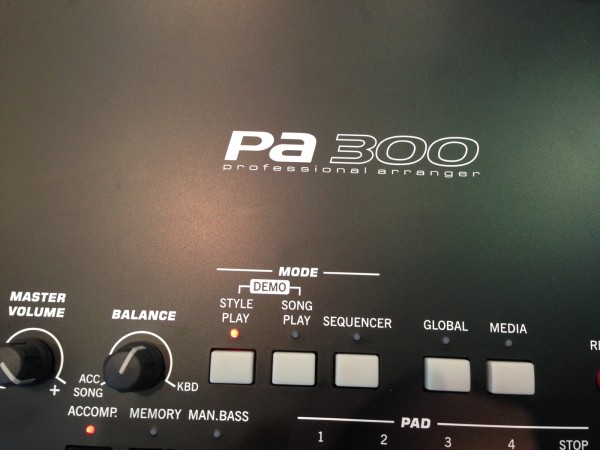 Pa 300
professional arranger
MODE
DEMO
MASTER
VOLUME
BALANCE
STYLE
PLAY
SONG
PLAY
SEQUENCER
GLOBAL
MEDIA
+
ACC.
SONG
KBD
ACCOMP.
MEMORY
MAN.BASS
PAD
1
2
3
4
STOP